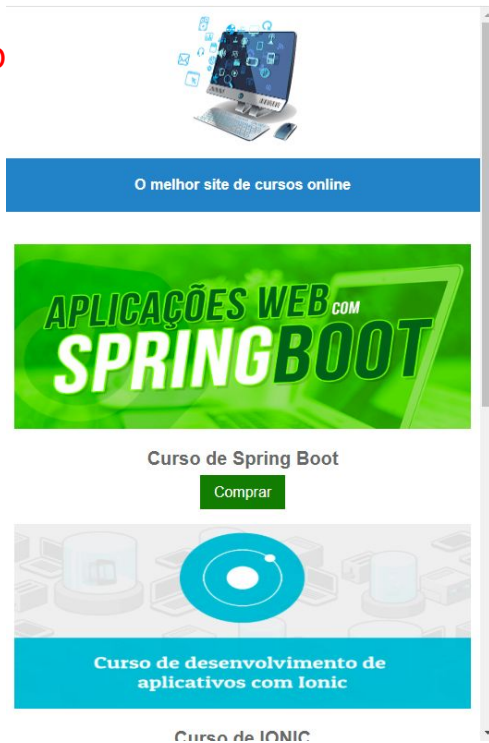 O melhor site de cursos online
APLICAÇÕES WEB COM
SPRINGBOOT
Curso de Spring Boot
Comprar
Curso de desenvolvimento de
aplicativos com Ionic
Curso de IONIC